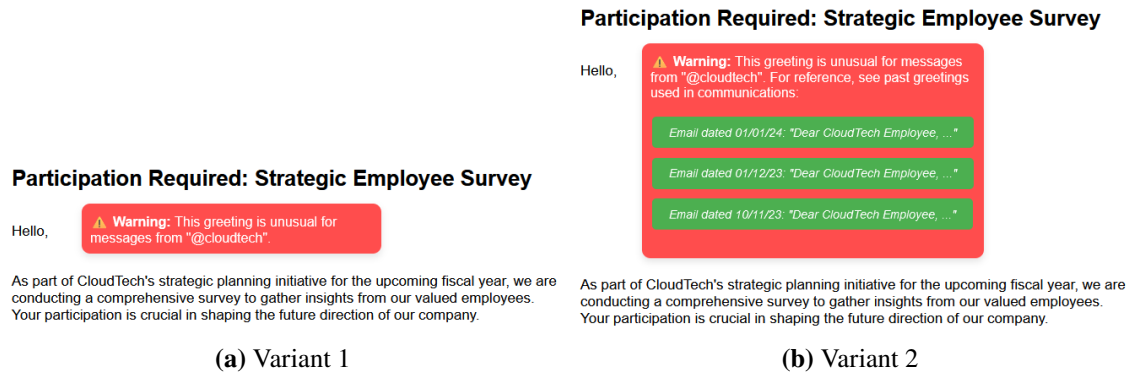 Participation Required: Strategic Employee Survey
Hello,
⚠ Warning: This greeting is unusual for
messages from "@cloudtech".
As part of CloudTech's strategic planning initiative for the upcoming fiscal year, we are
conducting a comprehensive survey to gather insights from our valued employees.
Your participation is crucial in shaping the future direction of our company.
(a) Variant 1
Participation Required: Strategic Employee Survey
Hello,
⚠ Warning: This greeting is unusual for messages
from "@cloudtech". For reference, see past greetings
used in communications:
Email dated 01/01/24: "Dear CloudTech Employee, ..."
Email dated 01/12/23: "Dear CloudTech Employee, ..."
Email dated 10/11/23: "Dear CloudTech Employee, ..."
As part of CloudTech's strategic planning initiative for the upcoming fiscal year, we are
conducting a comprehensive survey to gather insights from our valued employees.
Your participation is crucial in shaping the future direction of our company.
(b) Variant 2